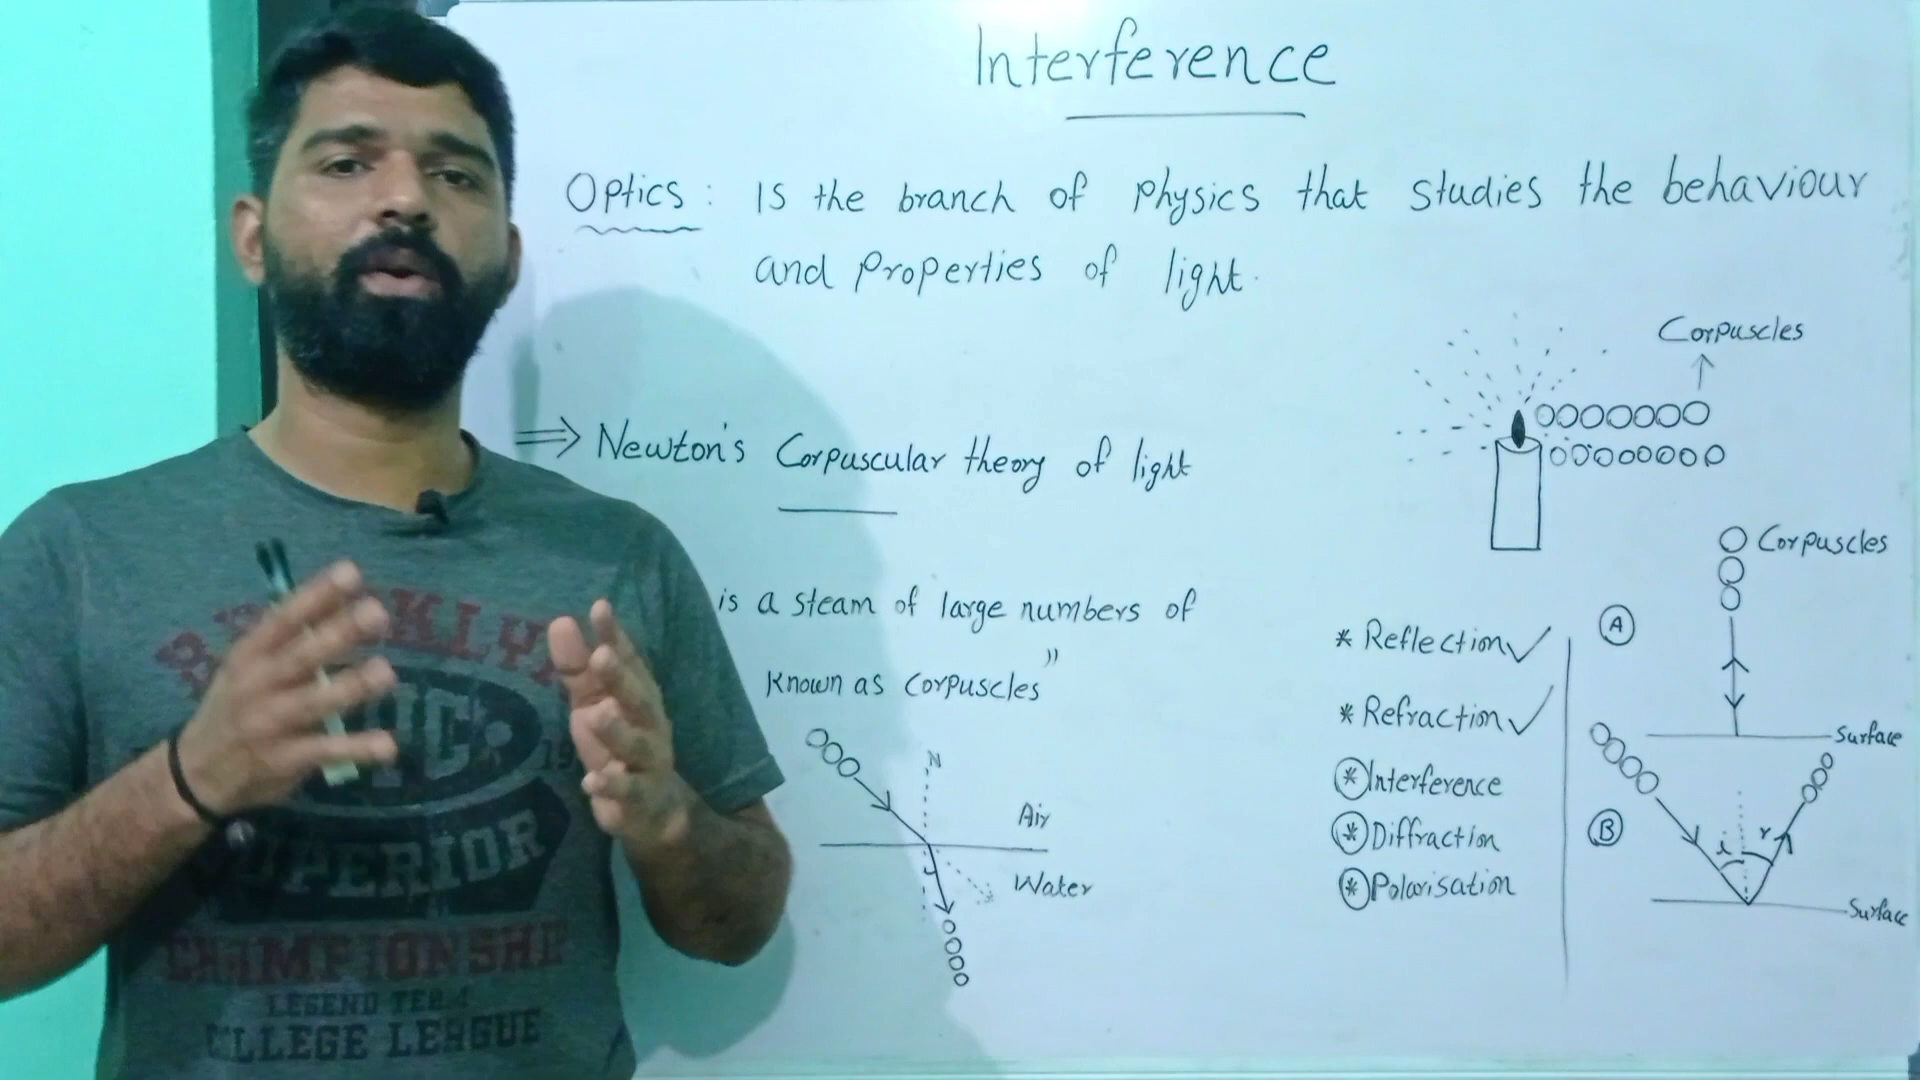 Interference
Optics : Is the branch of Physics that studies the behaviour
and Properties of light.
Corpuscles
⇒ Newton's Corpuscular theory of light
Corpuscles
is a steam of large numbers of
Known as Corpuscles"
* Reflection ✓
* Refraction ✓
* Interference
* Diffraction
* Polarisation
A
Surface
B
i r
Surface
N
Air
Water
SUPERIOR
CHAMPIONSHIP
LEGEND
COLLEGE LEAGUE